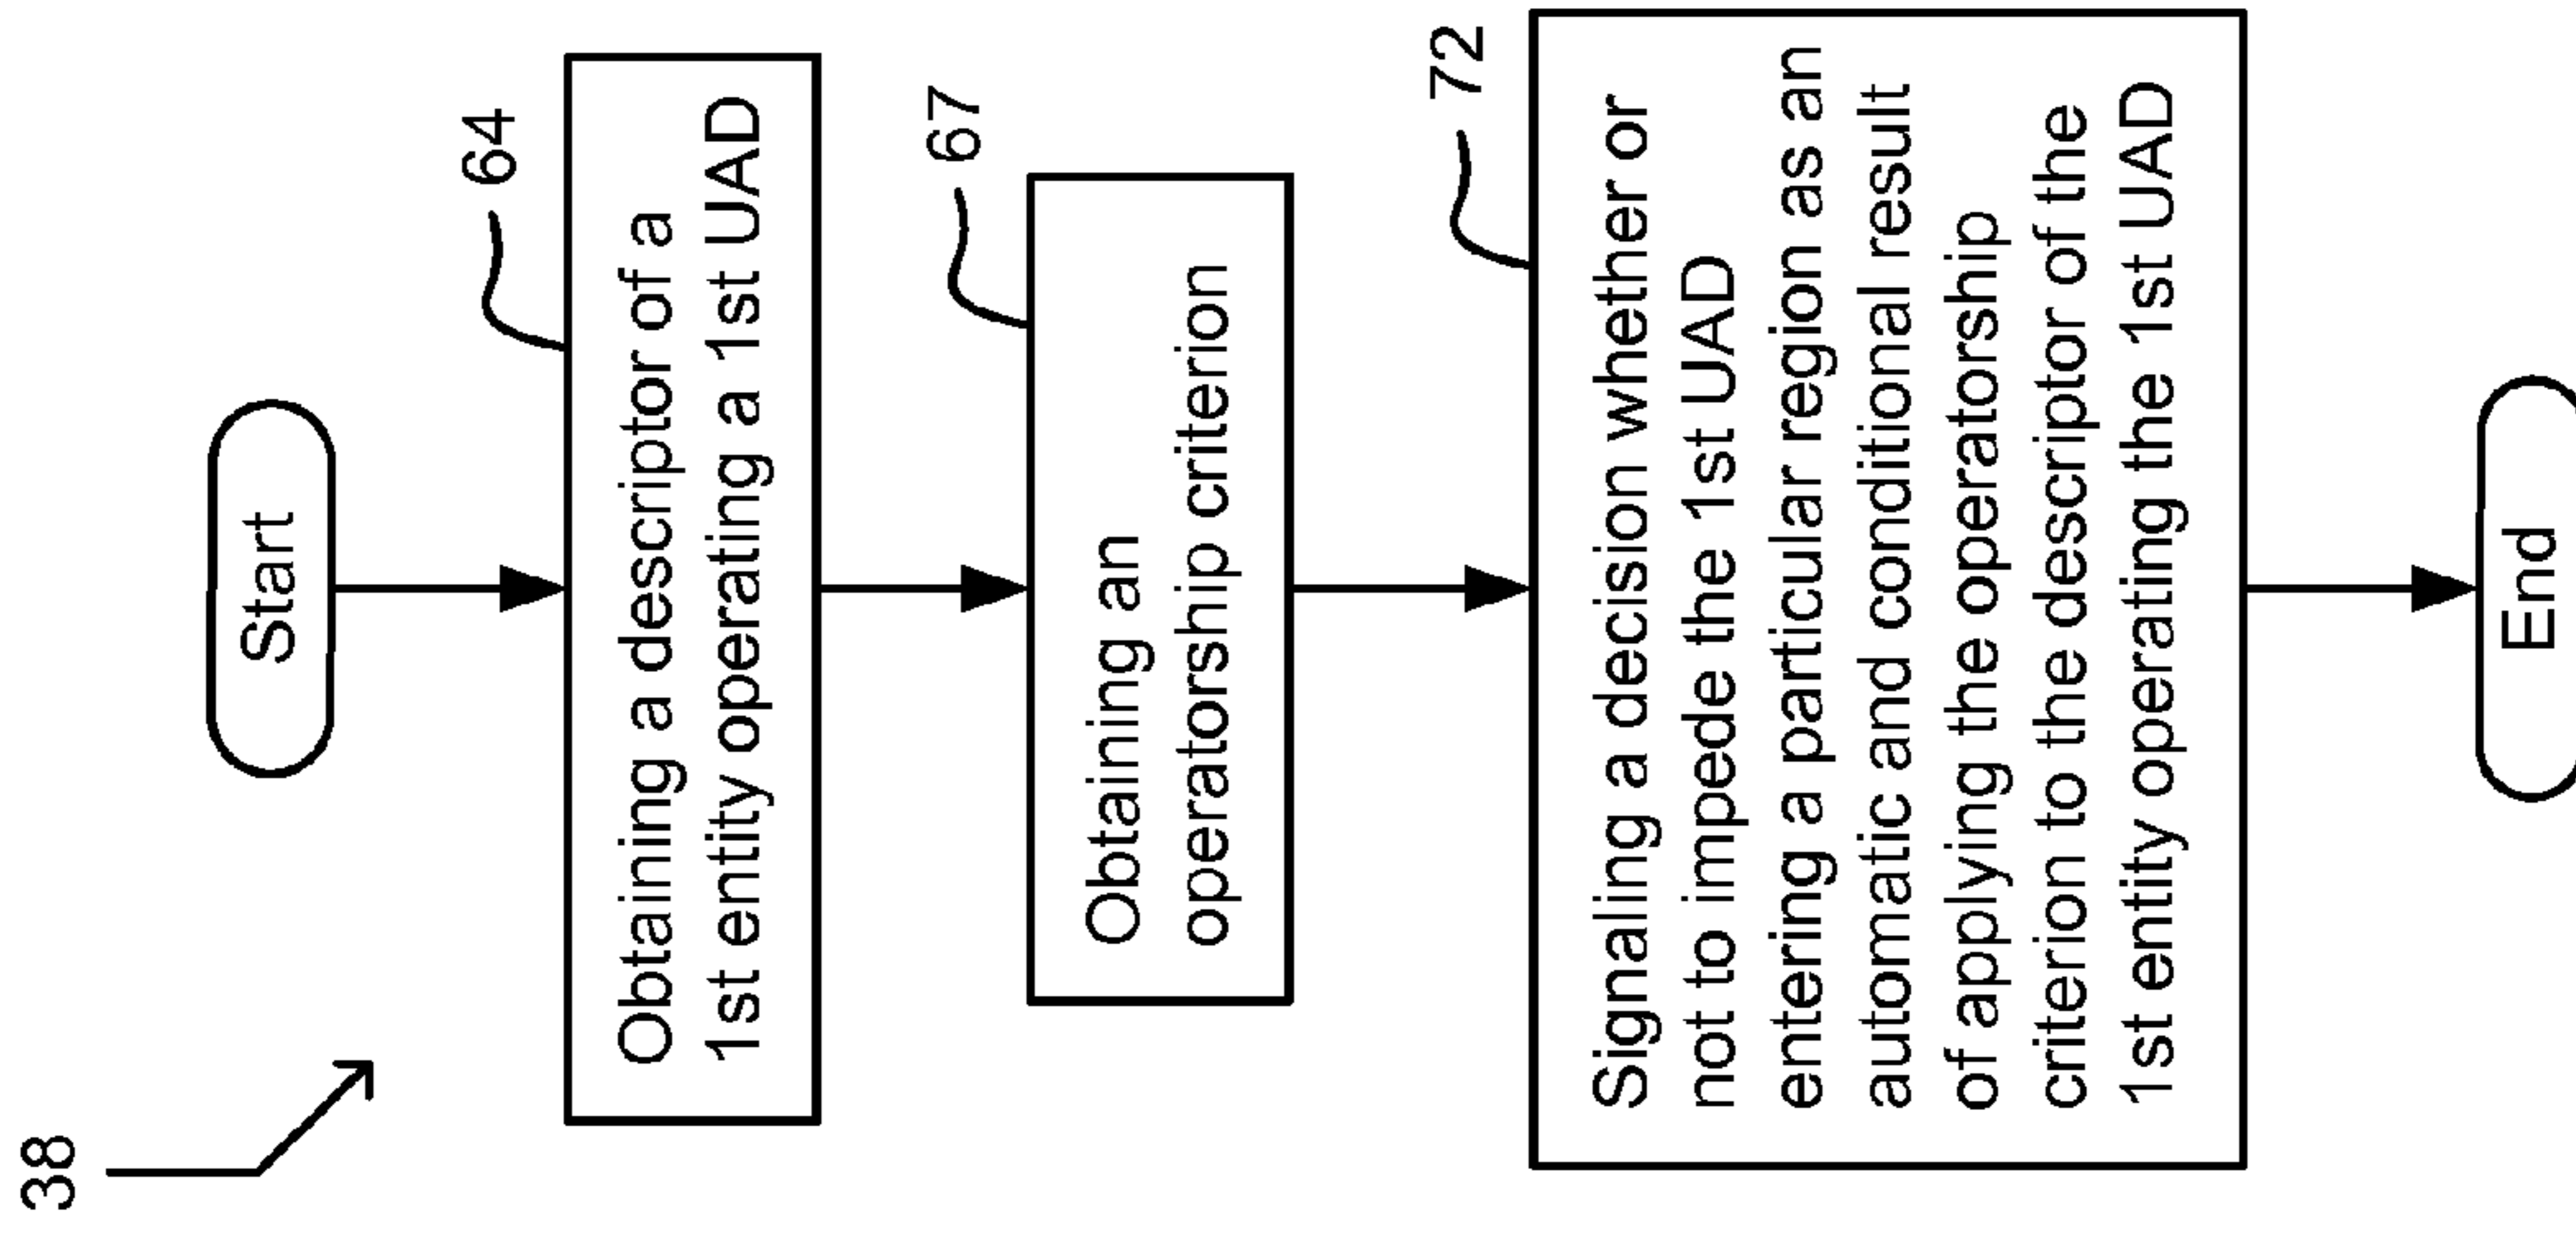 38
Start
64
Obtaining a descriptor of a
1st entity operating a 1st UAD
67
Obtaining an
operatorship criterion
72
Signaling a decision whether or
not to impede the 1st UAD
entering a particular region as an
automatic and conditional result
of applying the operatorship
criterion to the descriptor of the
1st entity operating the 1st UAD
End